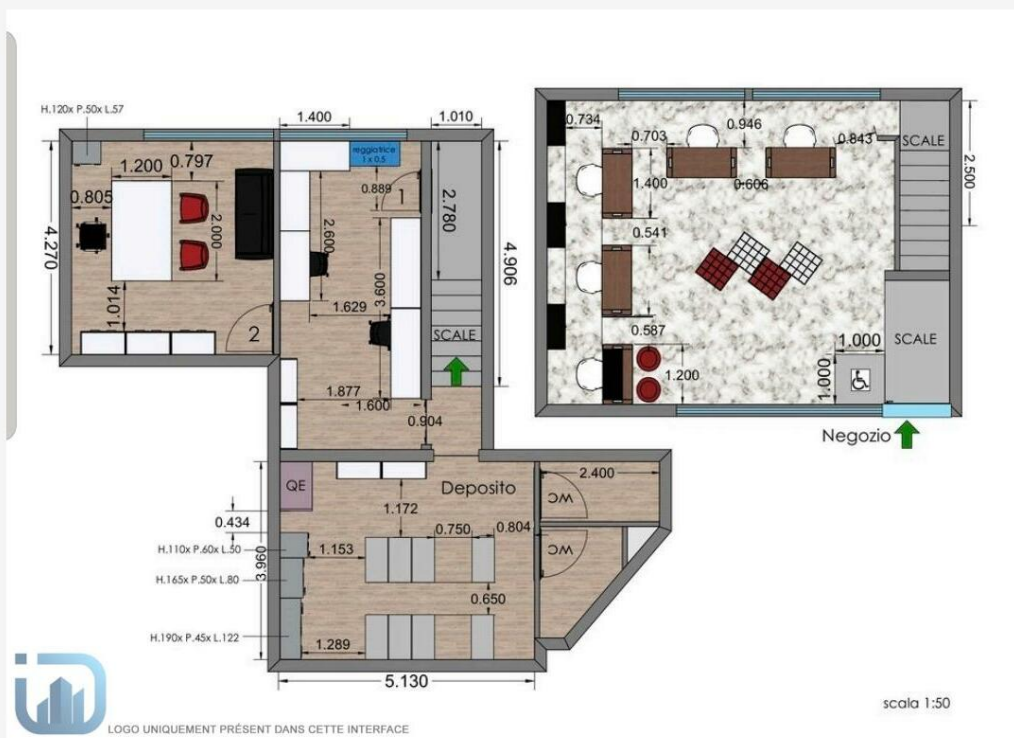 H.120x P.50x L.57
1.400
1.010
0.734
0.703
0.946
0.843
SCALE
2.500
1.200
0.797
reggiatrice
1 x 0.5
0.889
1
2.780
0.805
2.000
2.600
4.270
4.906
1.400
0.606
0.541
3.600
1.629
1.014
2
SCALE
0.587
1.200
1.000
SCALE
1.000
1.877
1.600
0.904
Negozio
QE
Deposito
2.400
WC
1.172
0.434
0.750
0.804
H.110x P.60x L.50
1.153
3.960
WC
H.165x P.50x L.80
0.650
H.190x P.45x L.122
1.289
5.130
scala 1:50
LOGO UNIQUEMENT PRÉSENT DANS CETTE INTERFACE